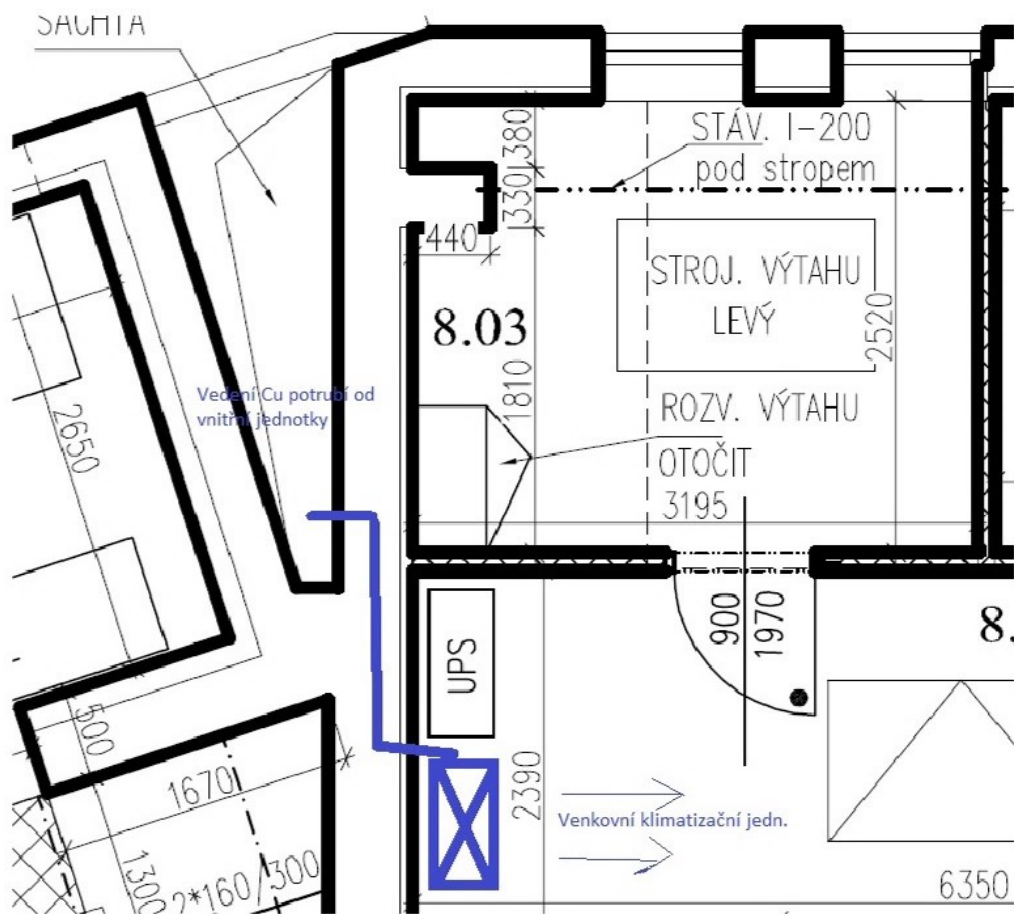 ŠACHTA
STÁV. I-200
pod stropem
380
330
440
STROJ. VÝTAHU
LEVÝ
2520
8.03
1810
Vedení Cu potrubí od
vnitřní jednotky
2650
ROZV. VÝTAHU
OTOČIT
3195
900
1970
8.
UPS
500
1670
2390
Venkovní klimatizační jedn.
1300
2*160/300
6350